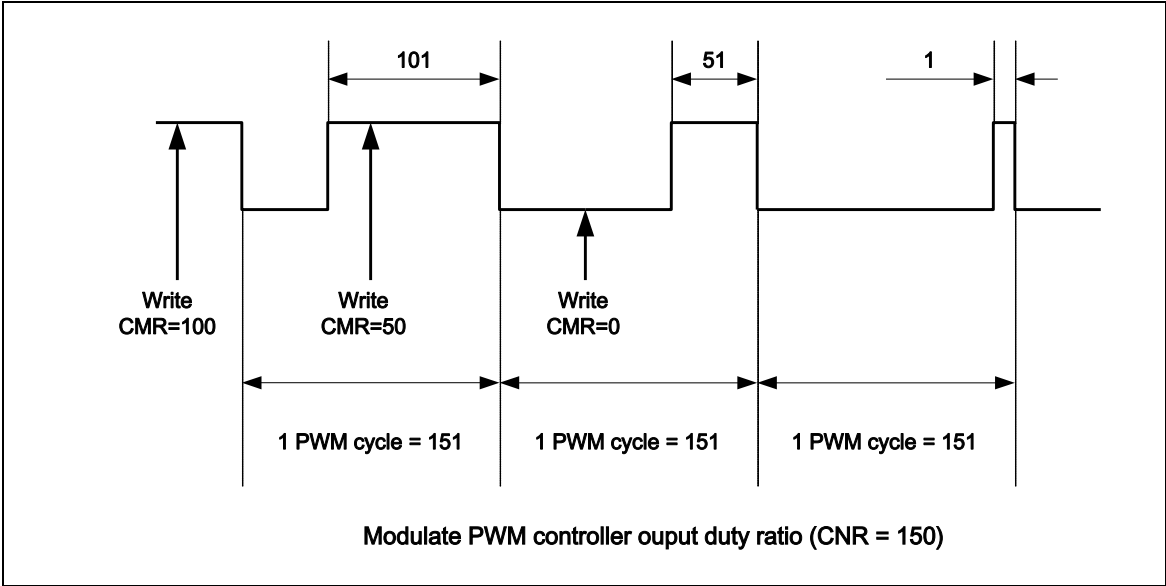 101
51
1
Write
CMR=100
Write
CMR=50
Write
CMR=0
1 PWM cycle = 151
1 PWM cycle = 151
1 PWM cycle = 151
Modulate PWM controller ouput duty ratio (CNR = 150)